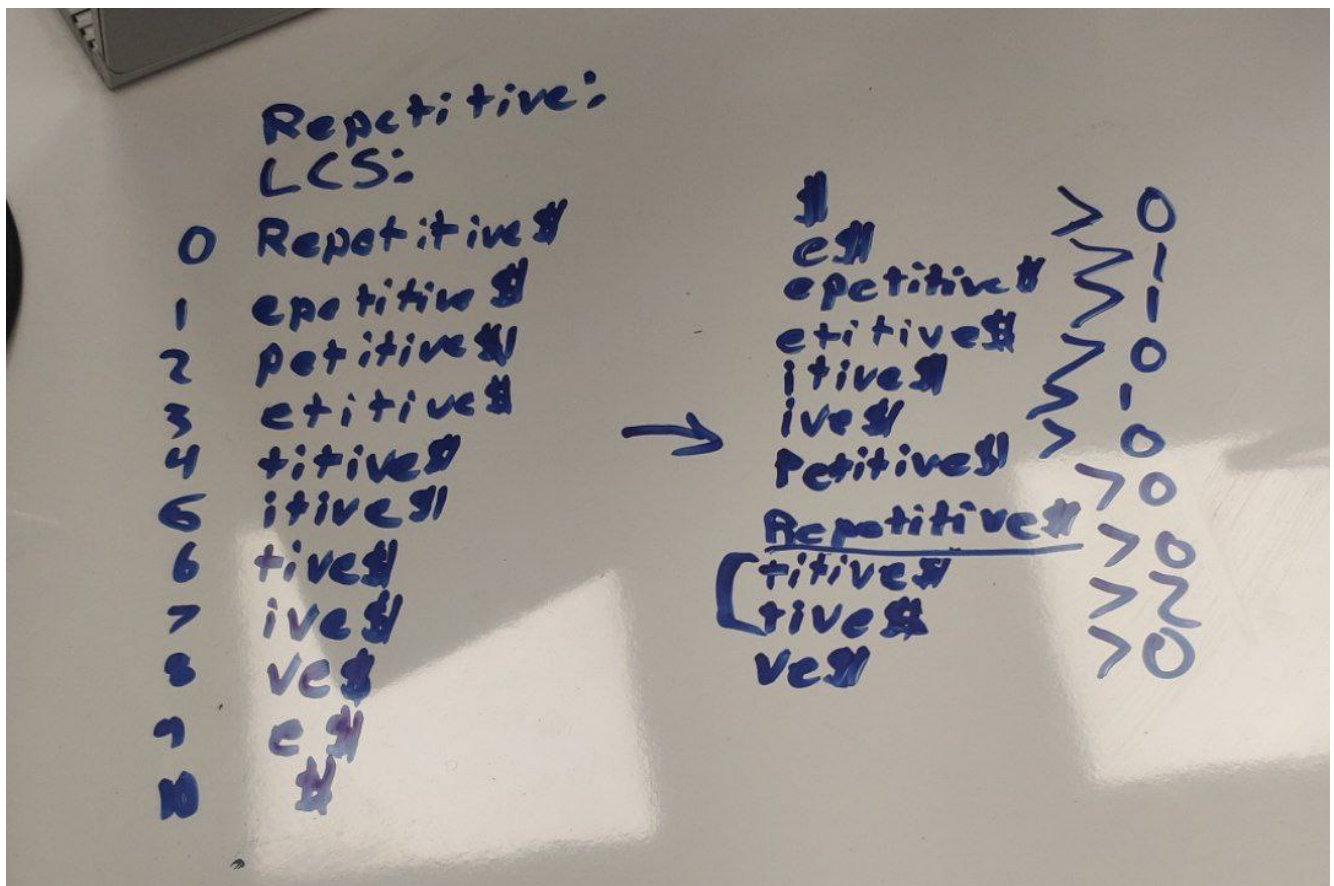 Repetitive:
LCS:
0 Repetitive$
1 epetitive$
2 petitive$
3 etitive$
4 titive$
5 itive$
6 tive$
7 ive$
8 ve$
9 e$
10 $
→
$ > 0
e$ > 1
epetitive$ > 1
etitive$ > 0
itive$ > 1
ive$ > 0
Petitive$ > 0
Repetitive$ > 0
titive$ > 2
tive$ > 0
ve$